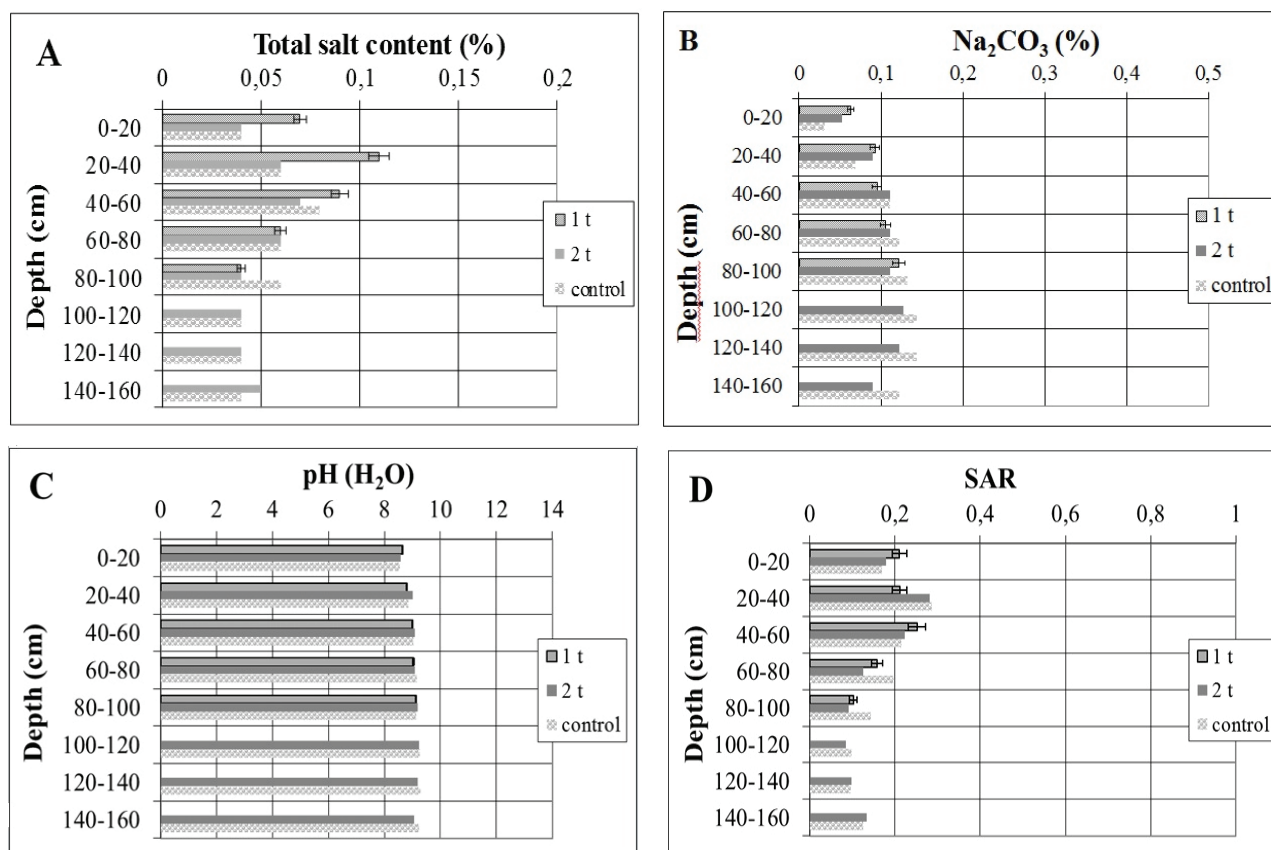 A
Total salt content (%)
0 0,05 0,1 0,15 0,2
Depth (cm)
0-20
20-40
40-60
60-80
80-100
100-120
120-140
140-160
1 t
2 t
control
B
Na₂CO₃ (%)
0 0,1 0,2 0,3 0,4 0,5
Depth (cm)
0-20
20-40
40-60
60-80
80-100
100-120
120-140
140-160
1 t
2 t
control
C
pH (H₂O)
0 2 4 6 8 10 12 14
Depth (cm)
0-20
20-40
40-60
60-80
80-100
100-120
120-140
140-160
1 t
2 t
control
D
SAR
0 0,2 0,4 0,6 0,8 1
Depth (cm)
0-20
20-40
40-60
60-80
80-100
100-120
120-140
140-160
1 t
2 t
control